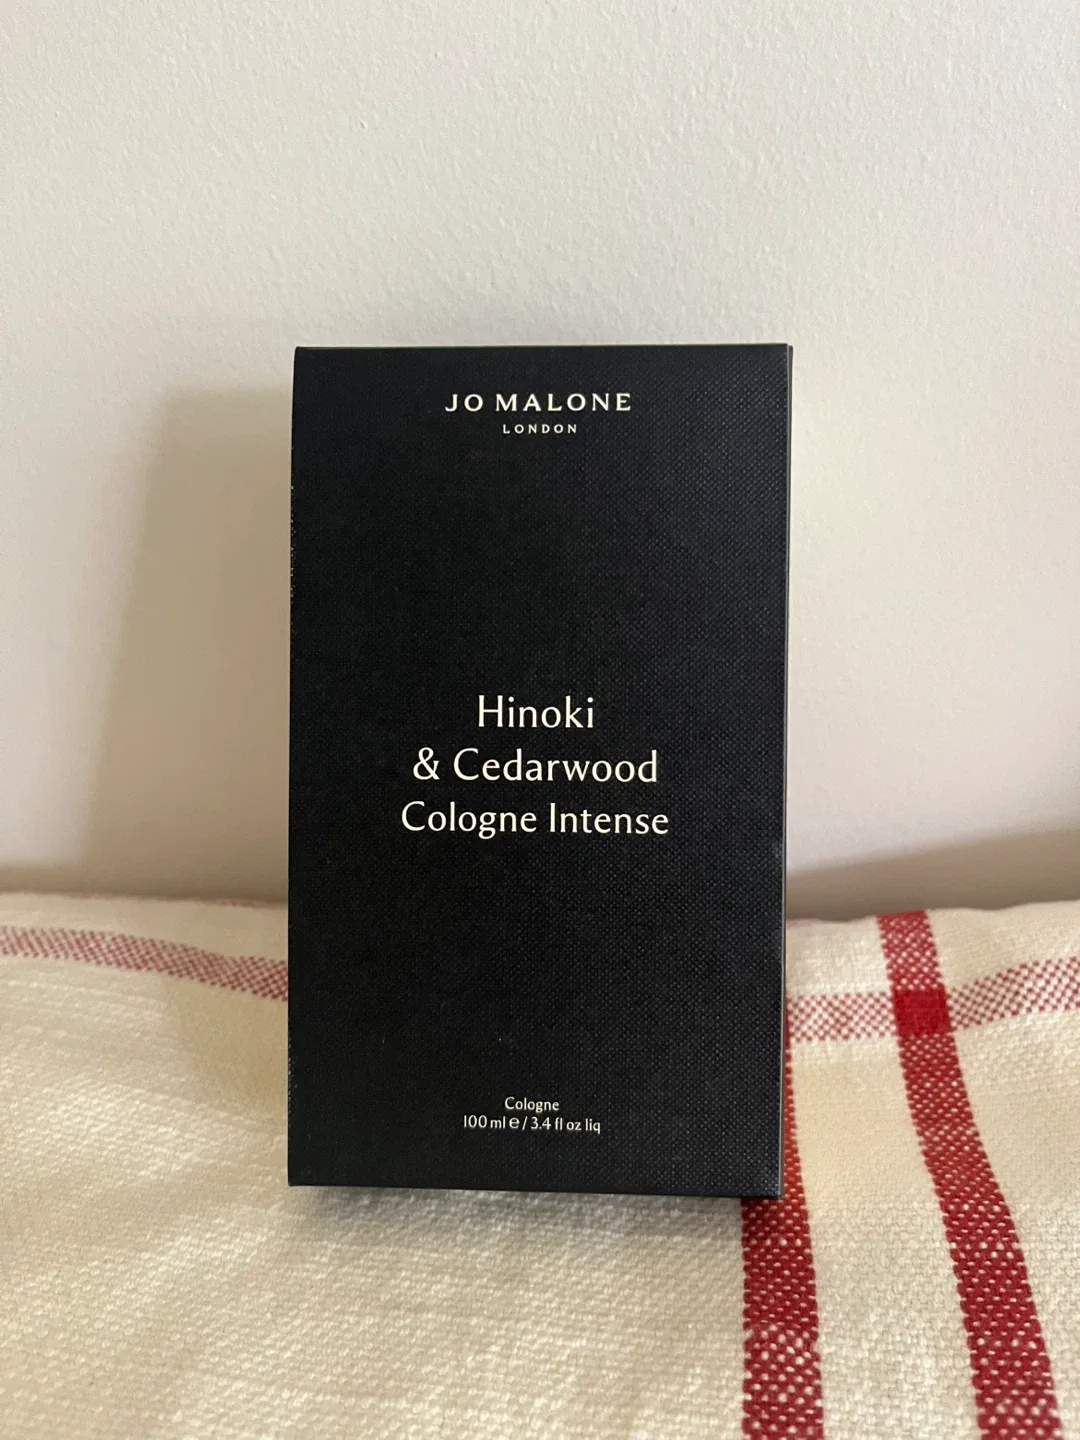 JO MALONE
LONDON
Hinoki
& Cedarwood
Cologne Intense
Cologne
100 ml ℮ / 3.4 fl oz liq